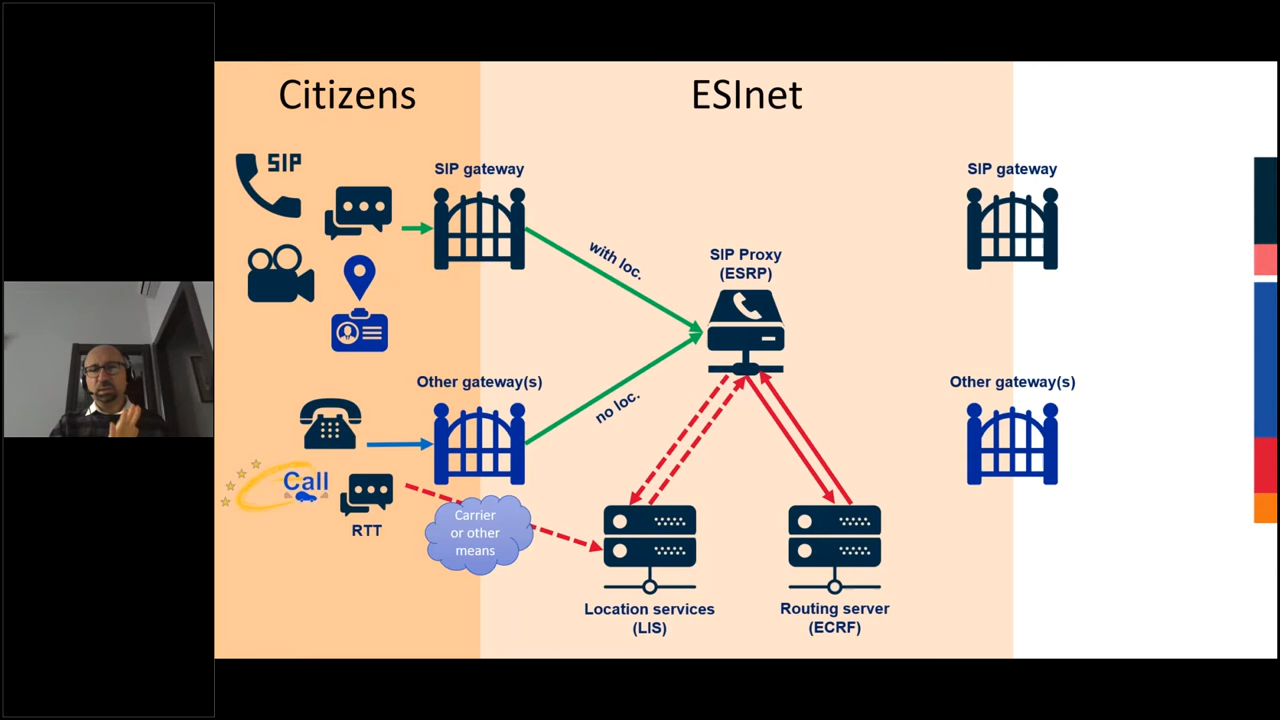 Citizens
ESInet
SIP
SIP gateway
SIP gateway
with loc.
SIP Proxy
(ESRP)
Other gateway(s)
Other gateway(s)
no loc.
Call
RTT
Carrier
or other
means
Location services
(LIS)
Routing server
(ECRF)